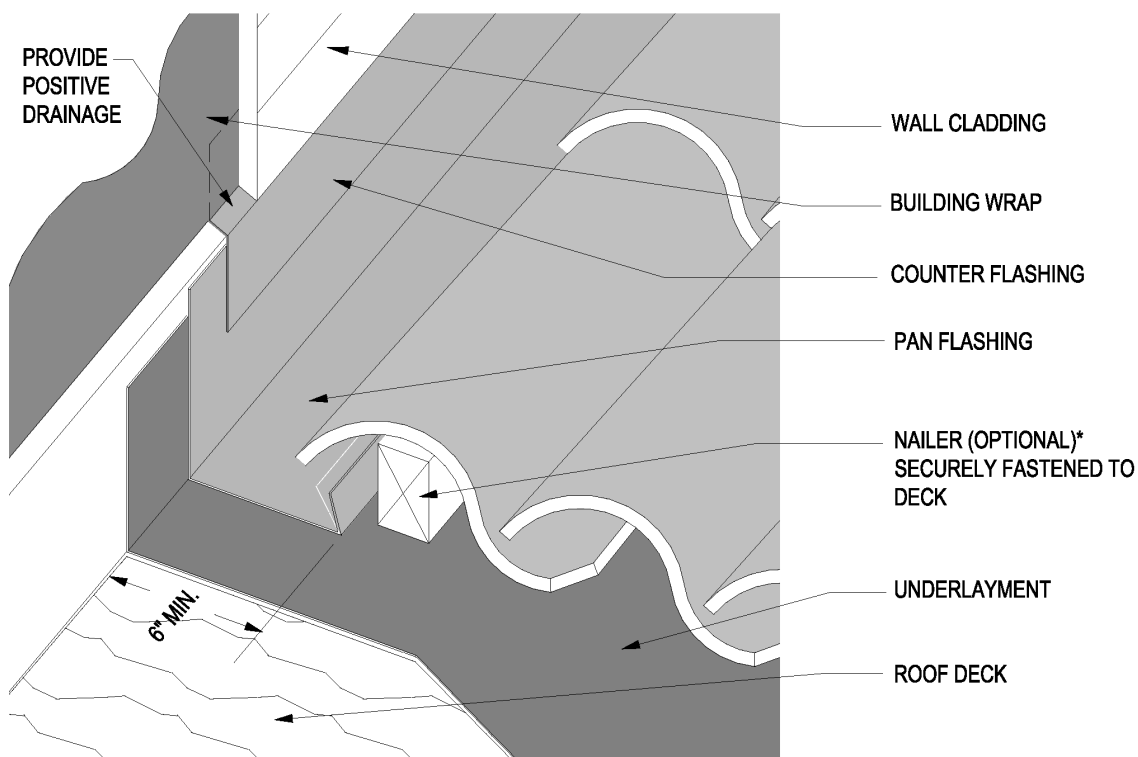 PROVIDE
POSITIVE
DRAINAGE
WALL CLADDING
BUILDING WRAP
COUNTER FLASHING
PAN FLASHING
NAILER (OPTIONAL)*
SECURELY FASTENED TO
DECK
UNDERLAYMENT
6" MIN.
ROOF DECK